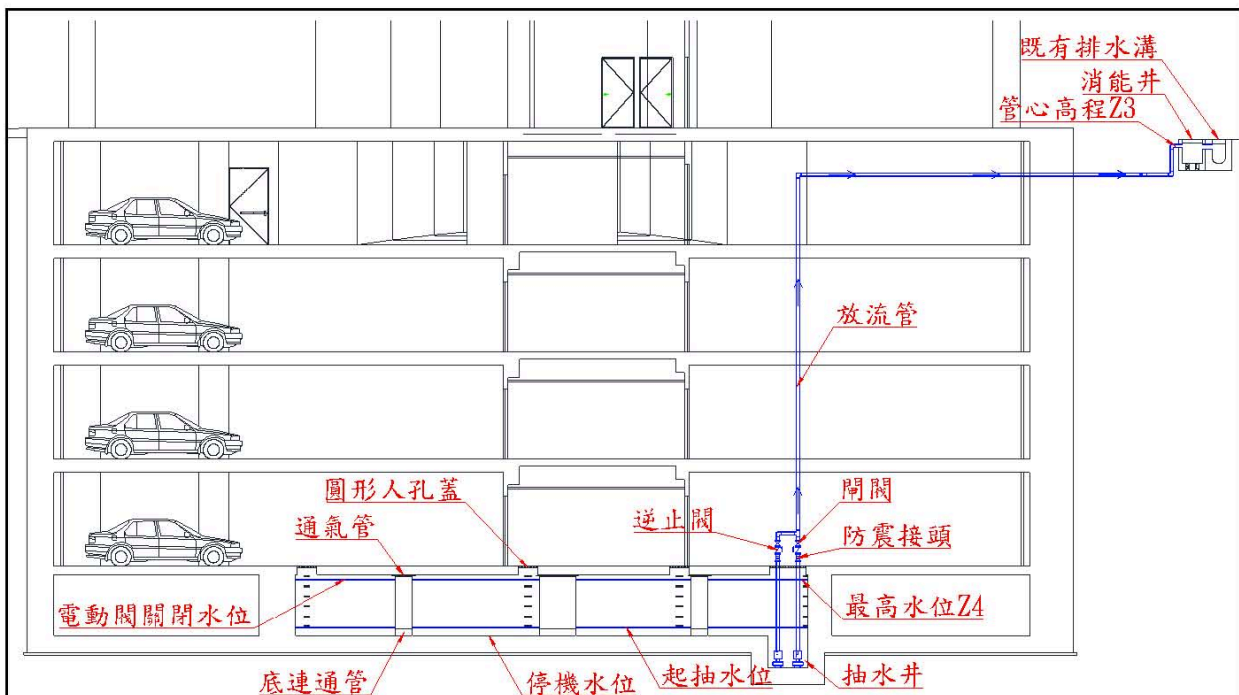 既有排水溝
消能井
管心高程Z3
放流管
圓形人孔蓋
通氣管
逆止閥
閘閥
防震接頭
電動閥關閉水位
最高水位Z4
底連通管
停機水位
起抽水位
抽水井